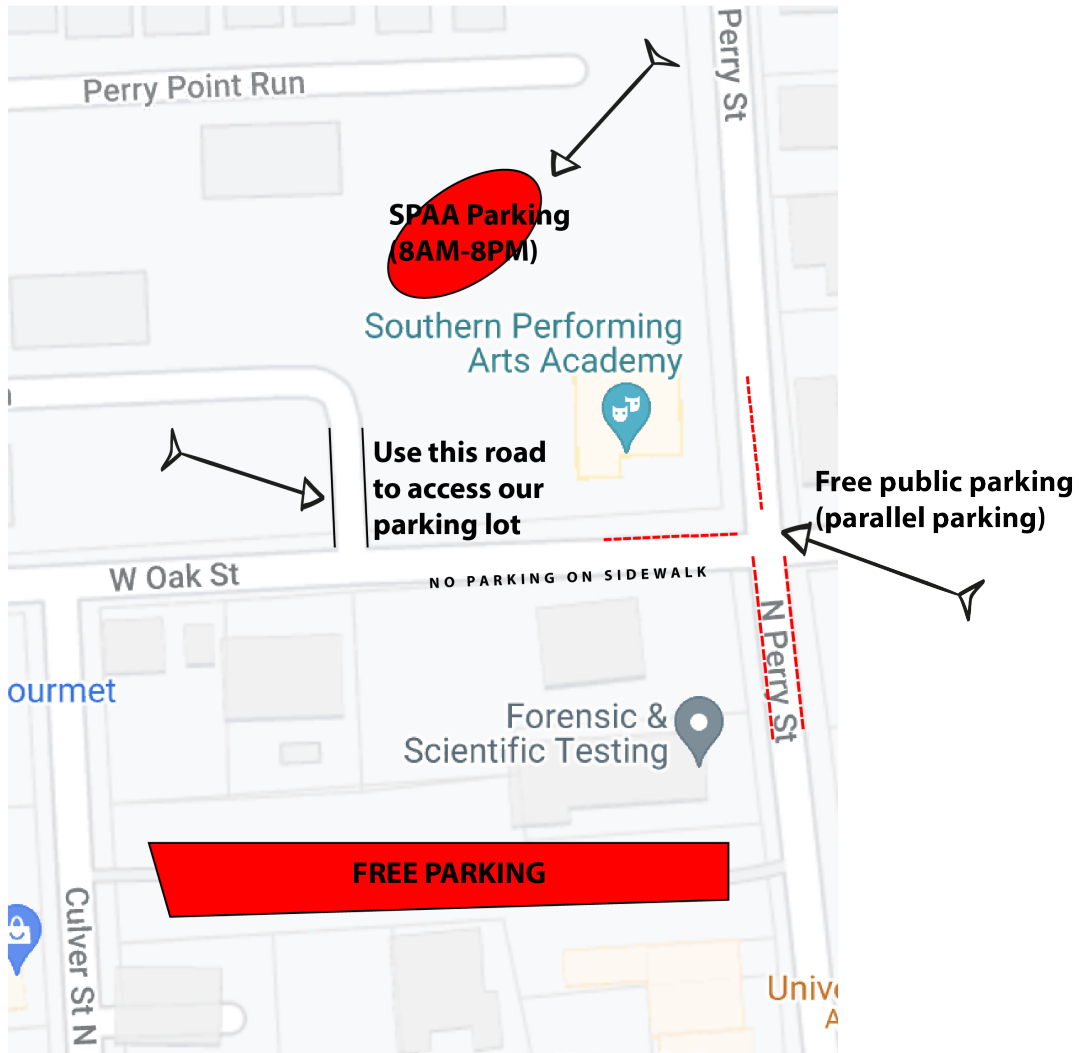 Perry St
Perry Point Run
SPAA Parking
(8AM-8PM)
Southern Performing
Arts Academy
Use this road
to access our
parking lot
Free public parking
(parallel parking)
W Oak St
NO PARKING ON SIDEWALK
N Perry St
ourmet
Forensic &
Scientific Testing
FREE PARKING
Culver St N
Unive
A